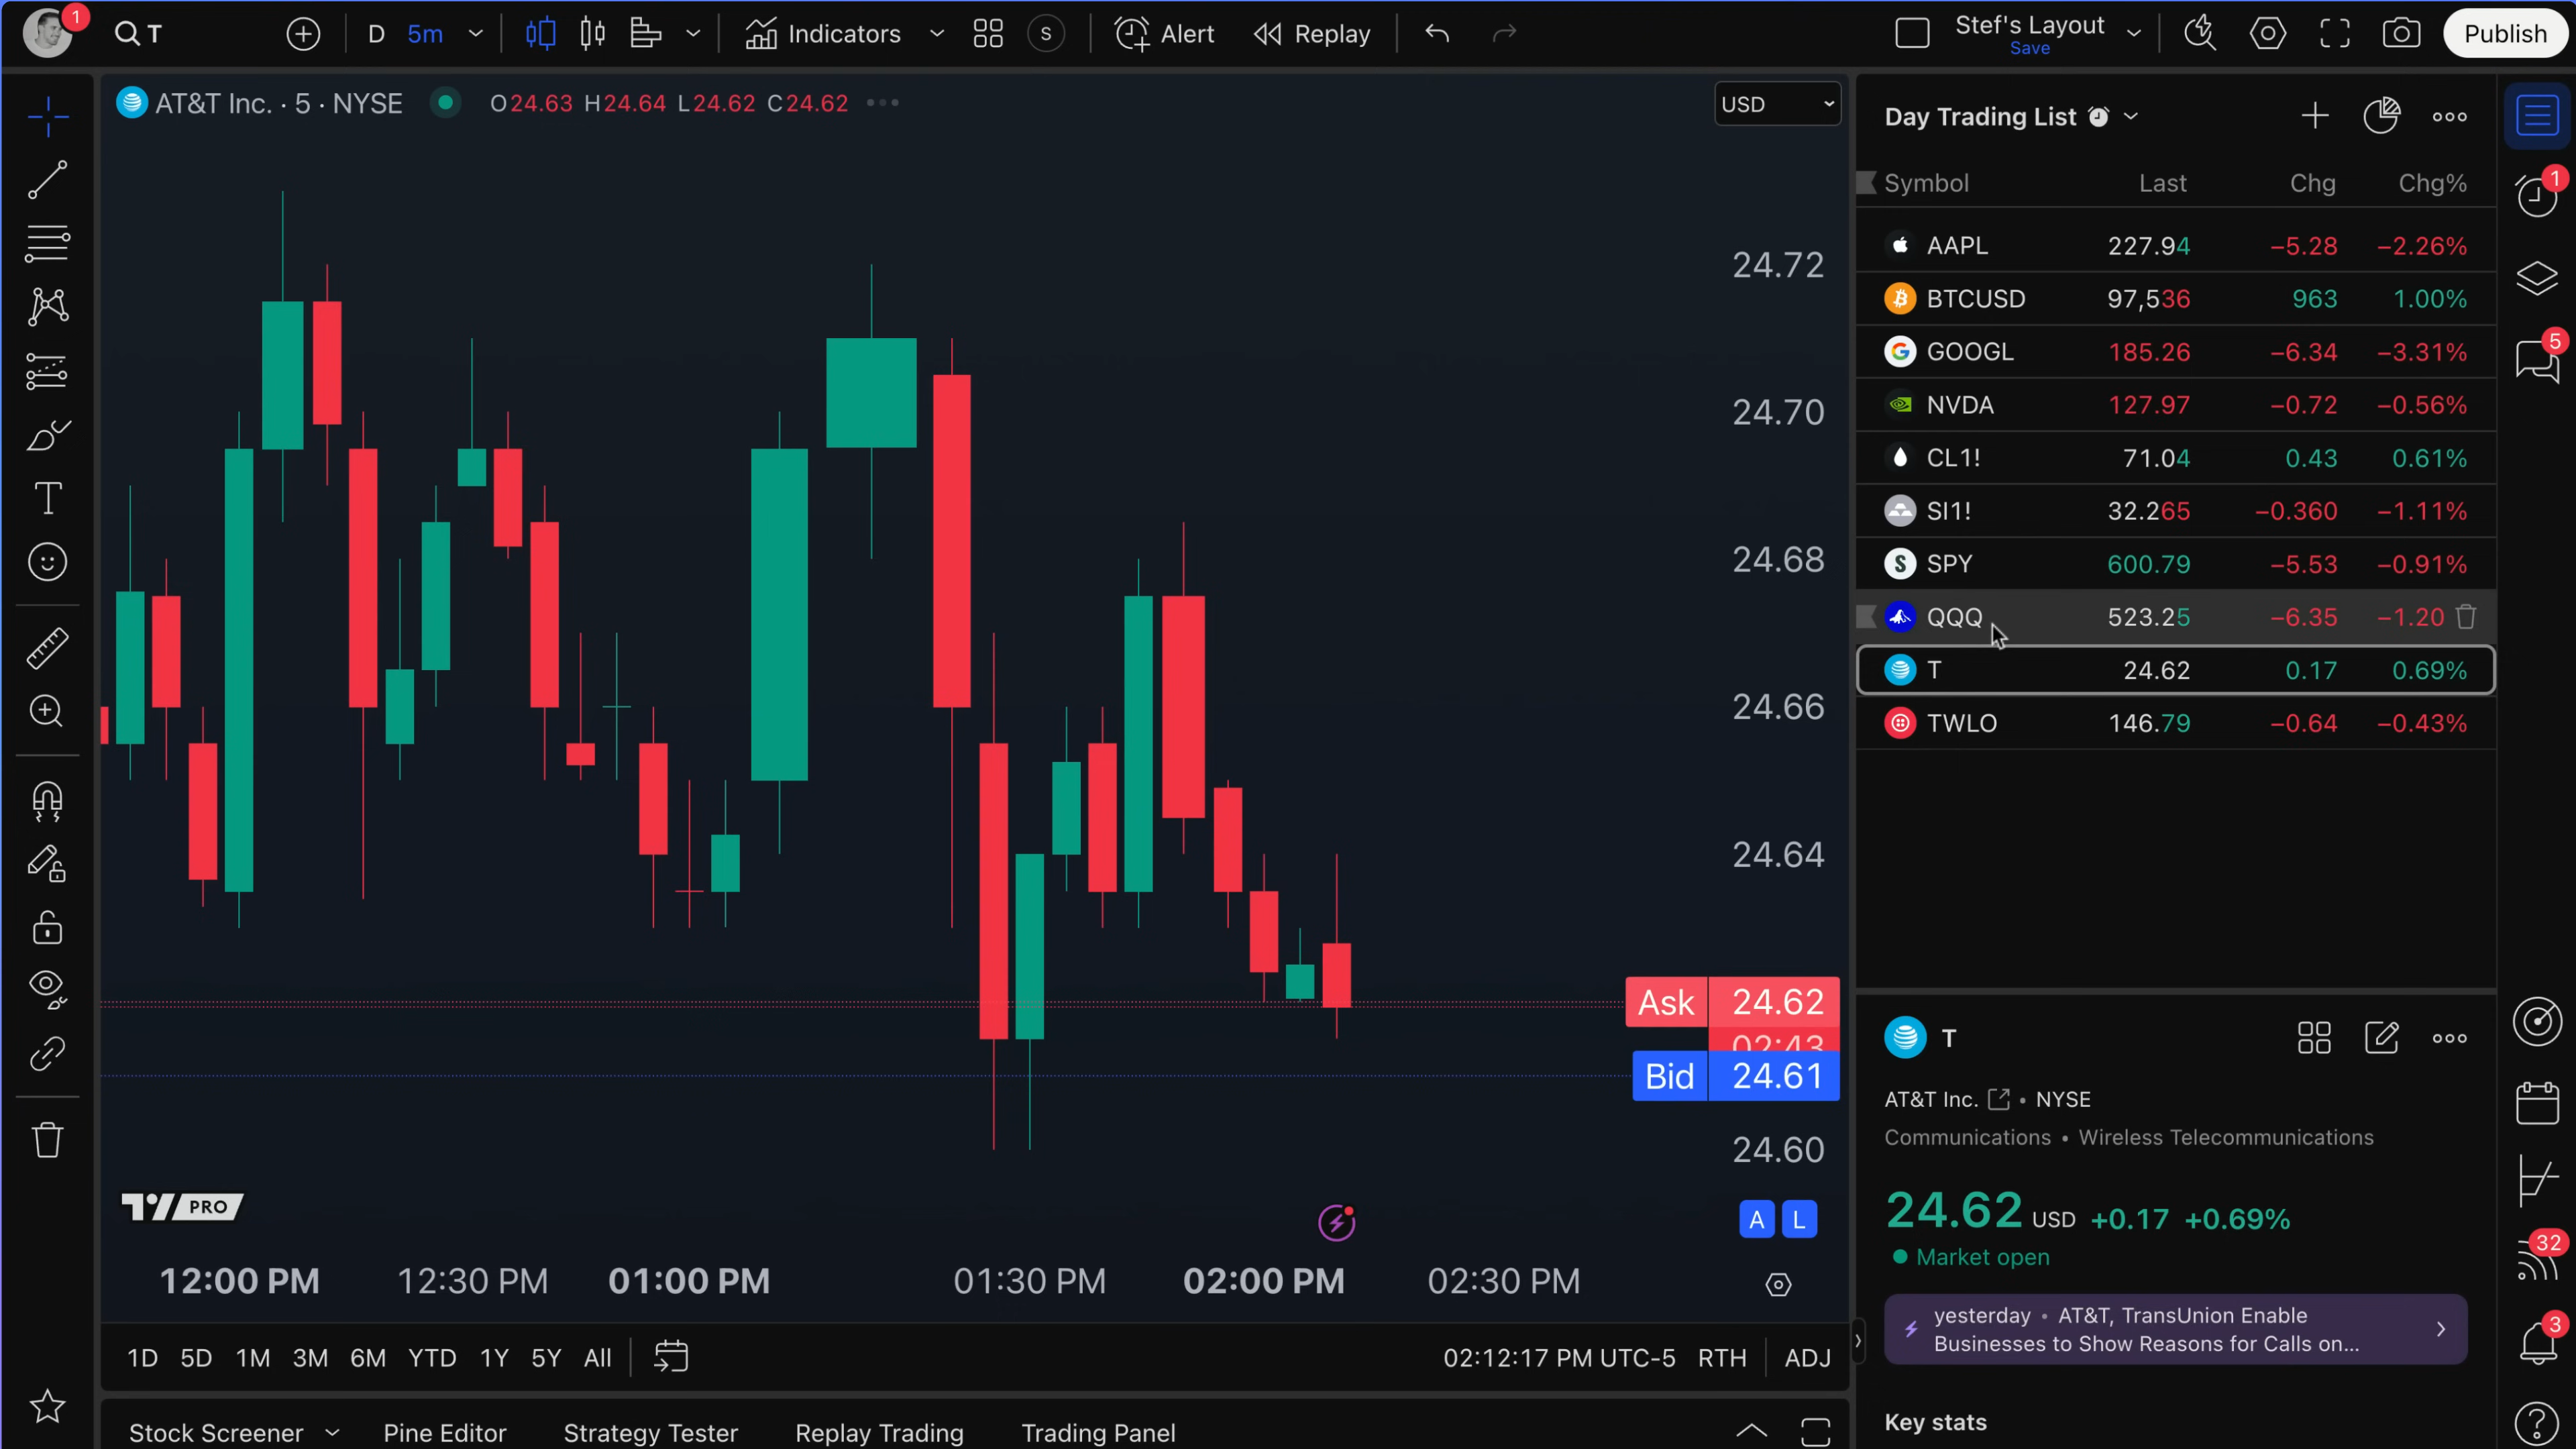 1
T
D
5m
Indicators
S
Alert
Replay
Stef's Layout
Save
Publish
AT&T Inc. · 5 · NYSE
O24.63 H24.64 L24.62 C24.62
USD
24.72
24.70
24.68
24.66
24.64
Ask 24.62
02:43
Bid 24.61
24.60
PRO
A L
12:00 PM 12:30 PM 01:00 PM 01:30 PM 02:00 PM 02:30 PM
1D 5D 1M 3M 6M YTD 1Y 5Y All
02:12:17 PM UTC-5 RTH ADJ
Stock Screener Pine Editor Strategy Tester Replay Trading Trading Panel
Day Trading List
Symbol Last Chg Chg%
AAPL 227.94 −5.28 −2.26%
BTCUSD 97,536 963 1.00%
GOOGL 185.26 −6.34 −3.31%
NVDA 127.97 −0.72 −0.56%
CL1! 71.04 0.43 0.61%
SI1! 32.265 −0.360 −1.11%
SPY 600.79 −5.53 −0.91%
QQQ 523.25 −6.35 −1.20
T 24.62 0.17 0.69%
TWLO 146.79 −0.64 −0.43%
T
AT&T Inc. • NYSE
Communications • Wireless Telecommunications
24.62 USD +0.17 +0.69%
Market open
yesterday • AT&T, TransUnion Enable
Businesses to Show Reasons for Calls on...
Key stats
1
5
32
3